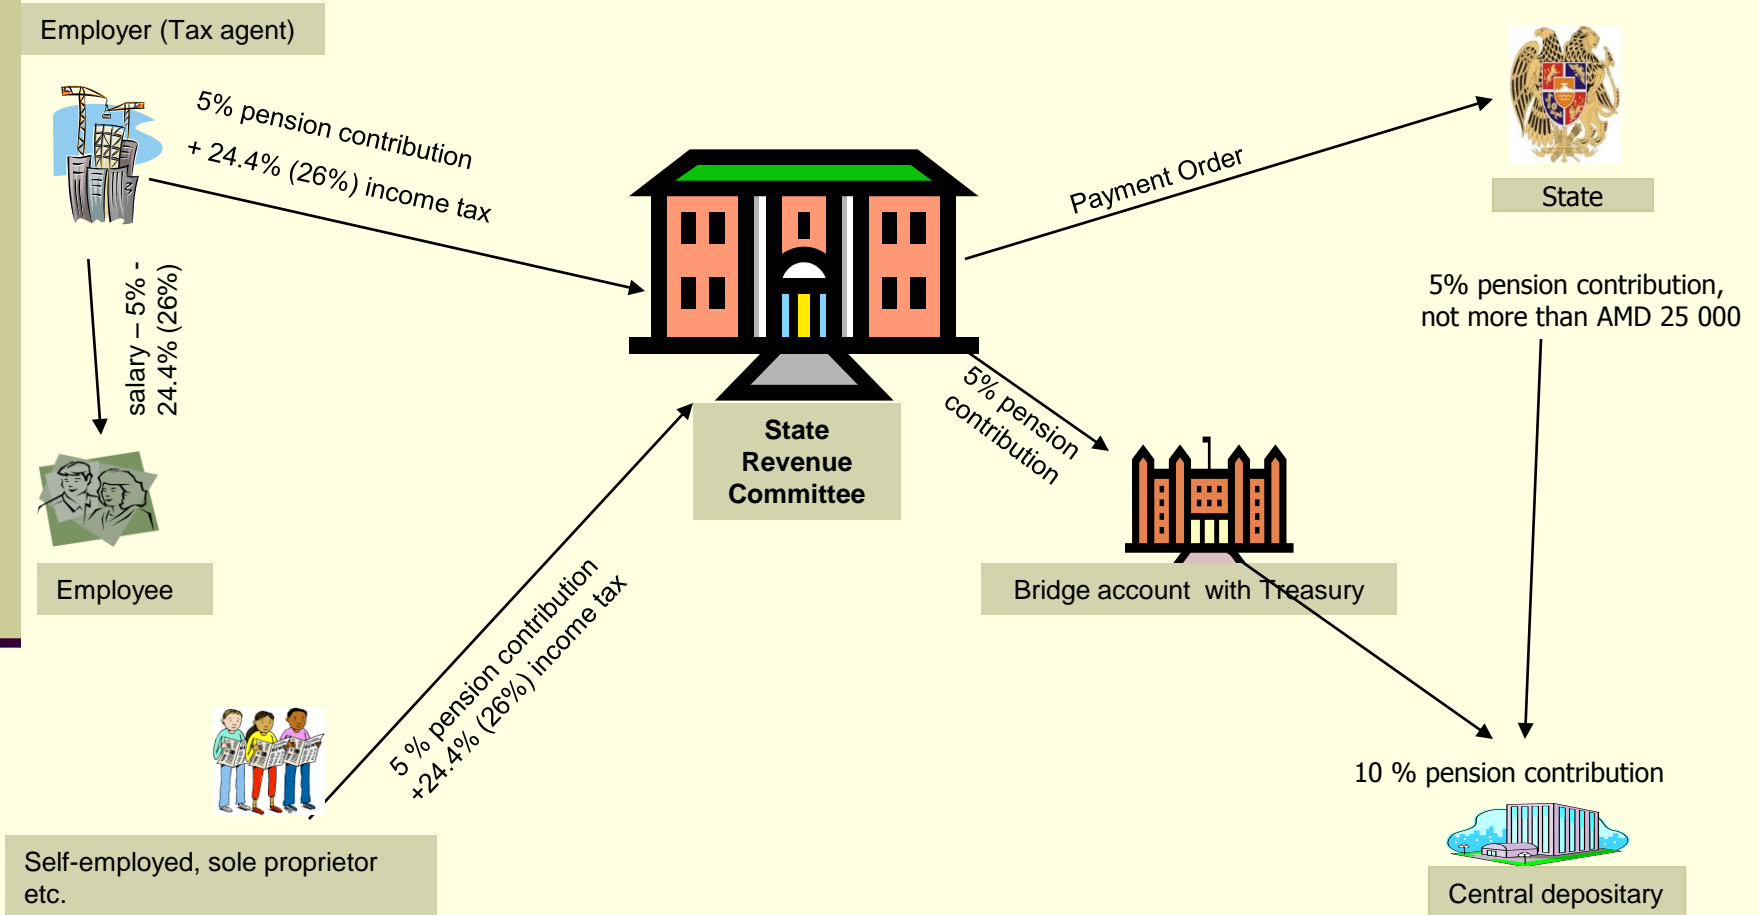 Employer (Tax agent)
5% pension contribution
+ 24.4% (26%) income tax
Payment Order
State
salary – 5% -
24.4% (26%)
5% pension contribution,
not more than AMD 25 000
5% pension
contribution
State
Revenue
Committee
Employee
Bridge account with Treasury
5 % pension contribution
+24.4% (26%) income tax
10 % pension contribution
Self-employed, sole proprietor
etc.
Central depositary